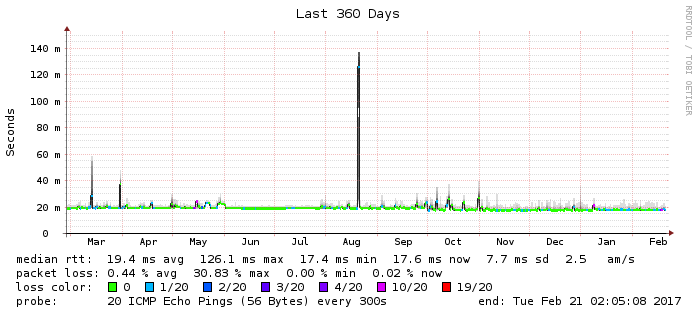 Last 360 Days
RRDTOOL / TOBI OETIKER
Seconds
140 m
120 m
100 m
80 m
60 m
40 m
20 m
0
Mar Apr May Jun Jul Aug Sep Oct Nov Dec Jan Feb
median rtt: 19.4 ms avg 126.1 ms max 17.4 ms min 17.6 ms now 7.7 ms sd 2.5 am/s
packet loss: 0.44 % avg 30.83 % max 0.00 % min 0.02 % now
loss color: 0 1/20 2/20 3/20 4/20 10/20 19/20
probe: 20 ICMP Echo Pings (56 Bytes) every 300s end: Tue Feb 21 02:05:08 2017